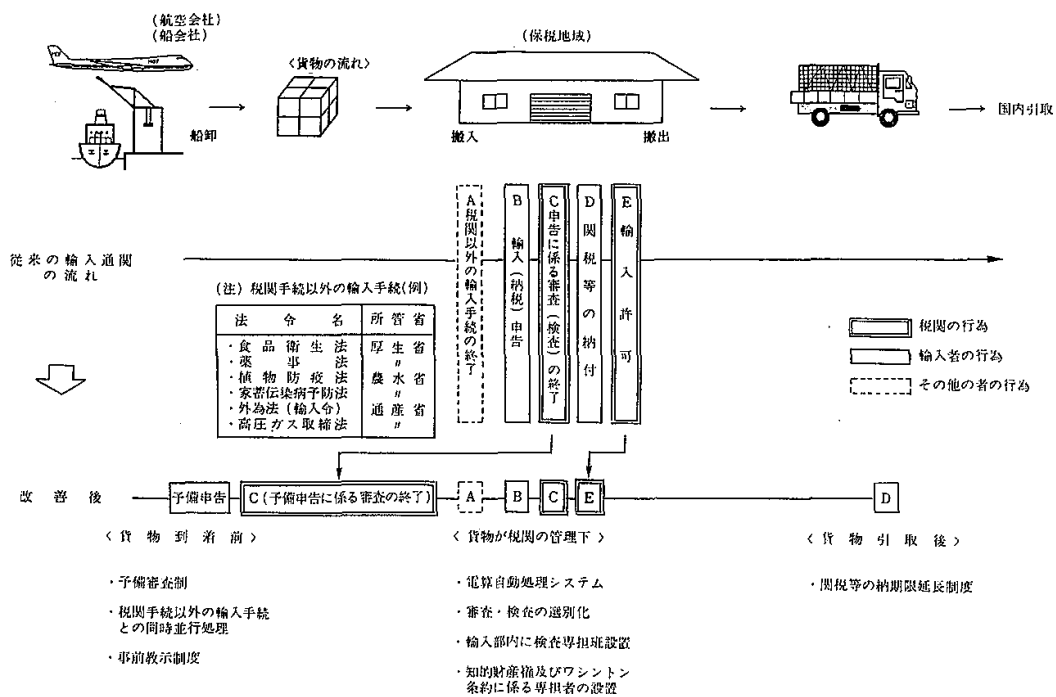 (航空会社)
(船会社)
〈貨物の流れ〉
(保税地域)
船卸
搬入
搬出
国内引取
A 税関以外の輸入手続の終了
B 輸入(納税)申告
C 申告に係る審査(検査)の終了
D 関税等の納付
E 輸入許可
従来の輸入通関
の流れ
(注) 税関手続以外の輸入手続(例)
法令名 所管省
・食品衛生法 厚生省
・薬事法 〃
・植物防疫法 農水省
・家畜伝染病予防法 〃
・外為法(輸入令) 通産省
・高圧ガス取締法 〃
税関の行為
輸入者の行為
その他の者の行為
改善後
予備申告
C(予備申告に係る審査の終了)
A
B
C
E
D
〈貨物到着前〉
・予備審査制
・税関手続以外の輸入手続
との同時並行処理
・事前教示制度
〈貨物が税関の管理下〉
・電算自動処理システム
・審査・検査の選別化
・輸入部内に検査専担班設置
・知的財産権及びワシントン
条約に係る専担者の設置
〈貨物引取後〉
・関税等の納期限延長制度